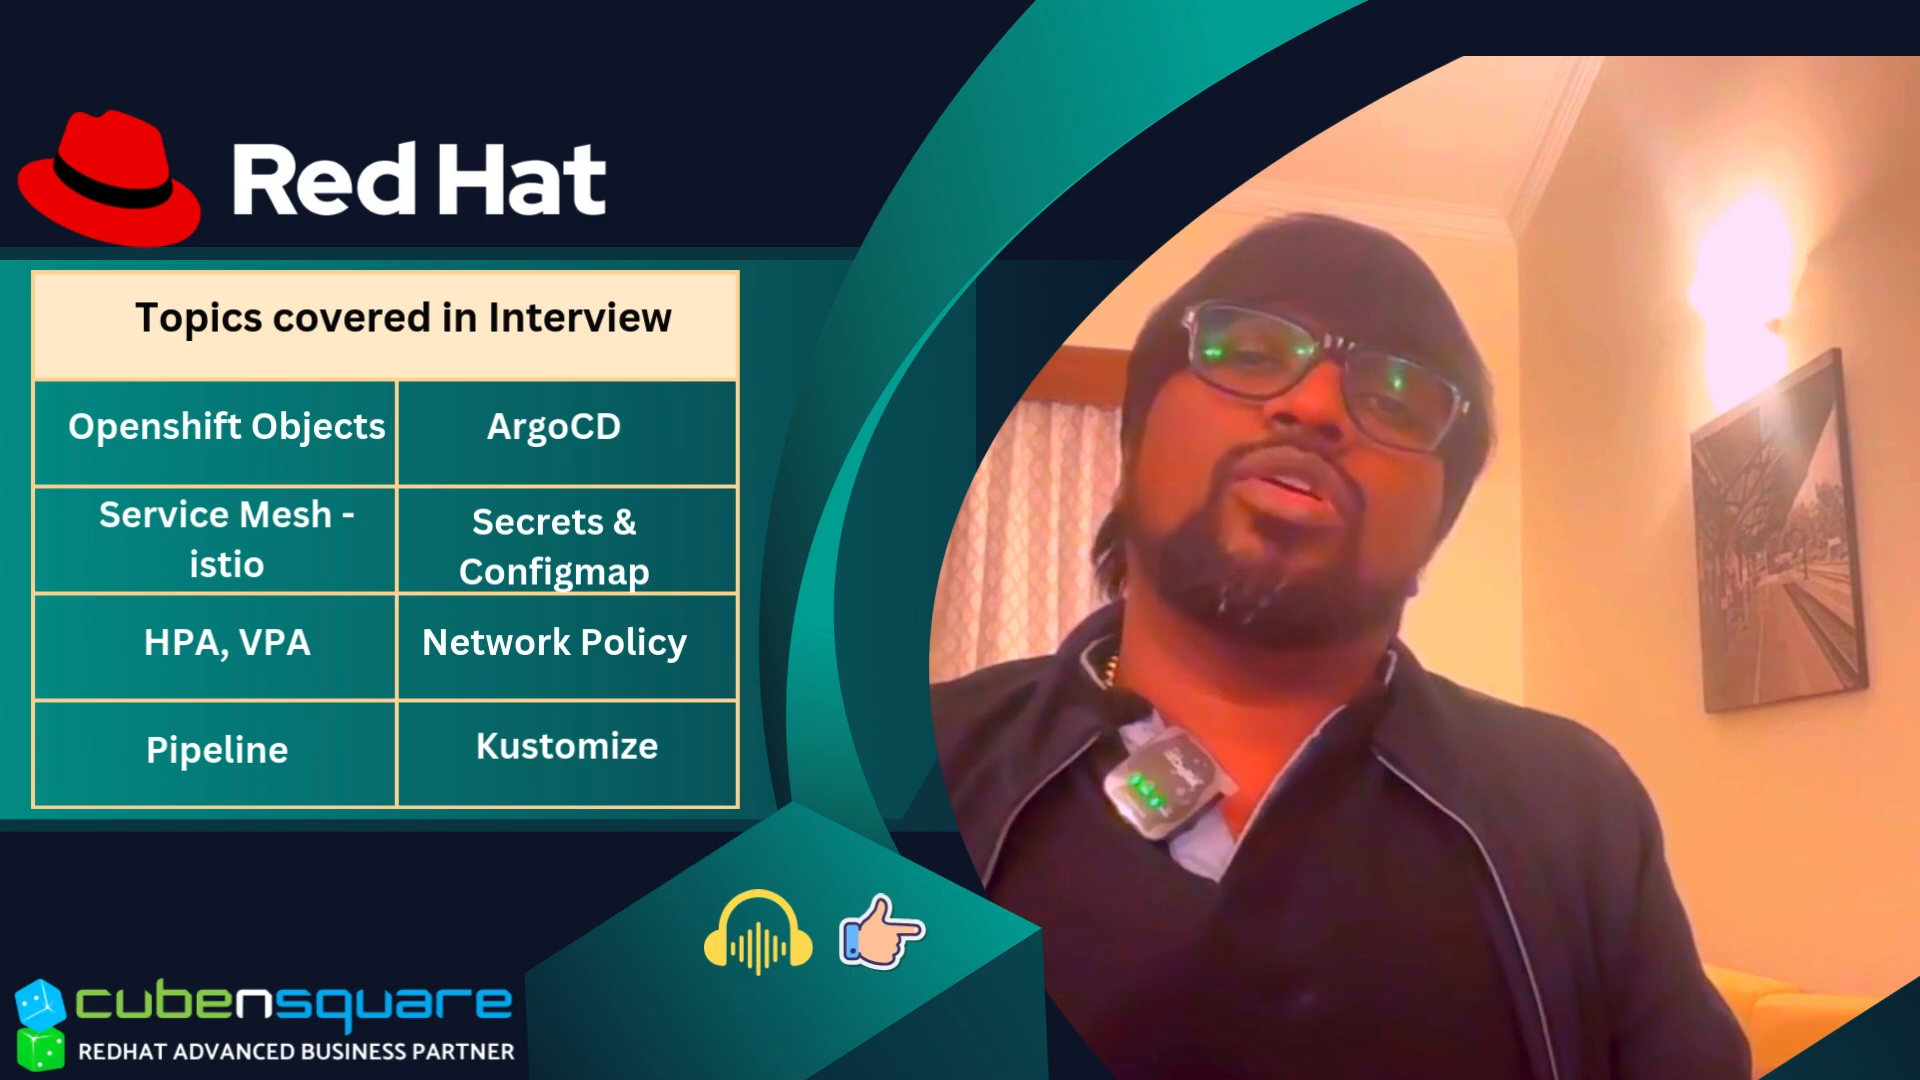 Red Hat
Topics covered in Interview
Openshift Objects
ArgoCD
Service Mesh -
istio
Secrets &
Configmap
HPA, VPA
Network Policy
Pipeline
Kustomize
cubensquare
REDHAT ADVANCED BUSINESS PARTNER